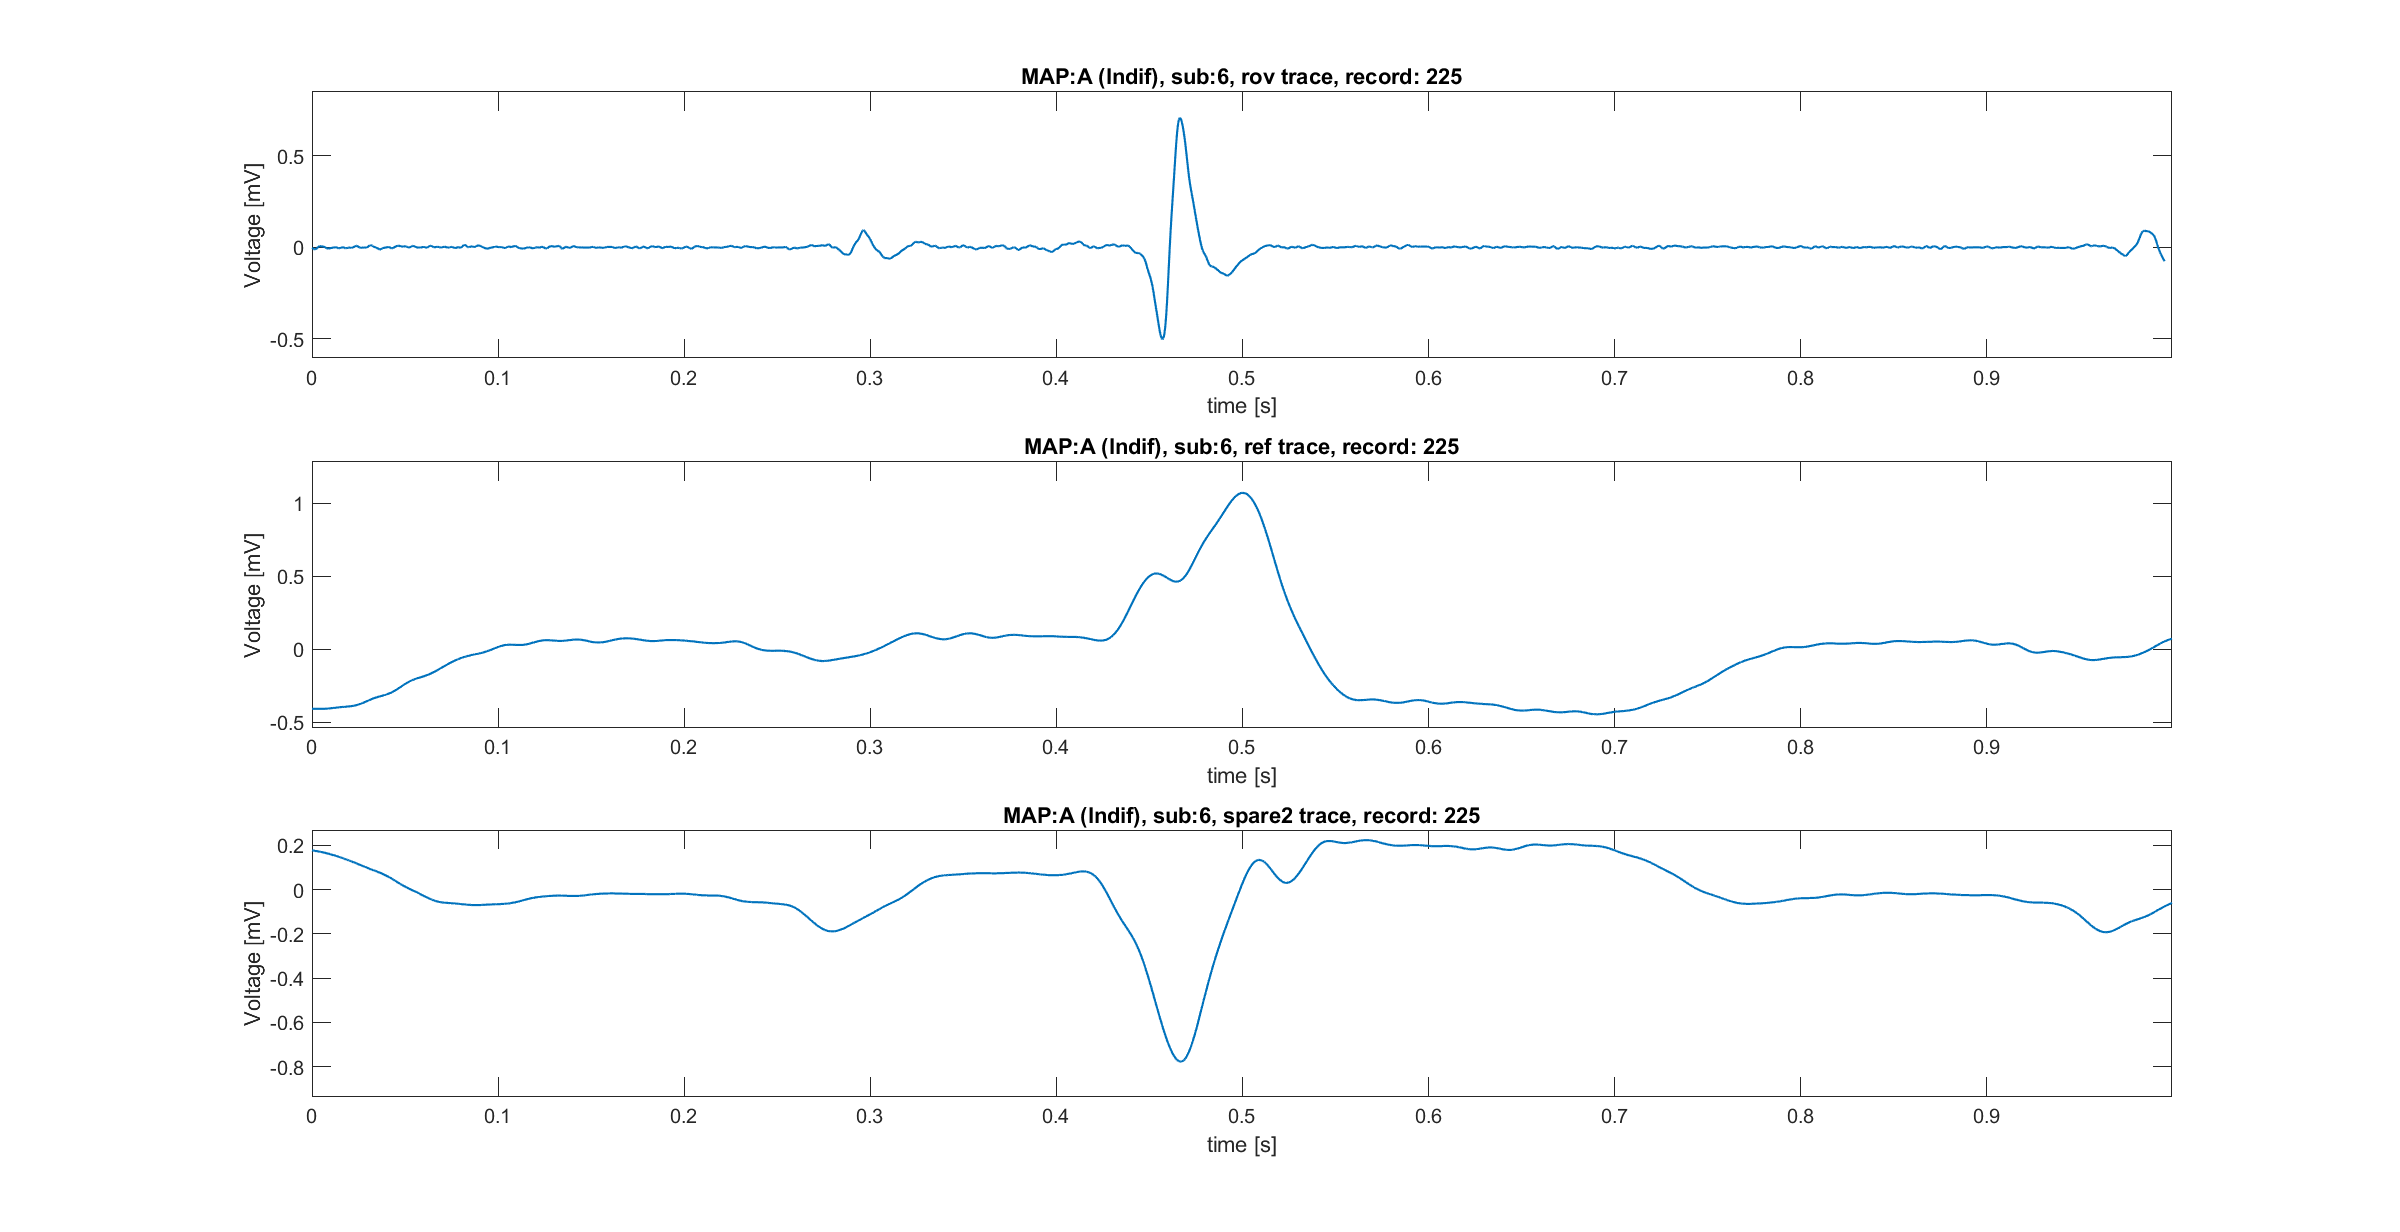 MAP:A (Indif), sub:6, rov trace, record: 225
Voltage [mV]
0.5
0
-0.5
0 0.1 0.2 0.3 0.4 0.5 0.6 0.7 0.8 0.9
time [s]
MAP:A (Indif), sub:6, ref trace, record: 225
Voltage [mV]
1
0.5
0
-0.5
0 0.1 0.2 0.3 0.4 0.5 0.6 0.7 0.8 0.9
time [s]
MAP:A (Indif), sub:6, spare2 trace, record: 225
Voltage [mV]
0.2
0
-0.2
-0.4
-0.6
-0.8
0 0.1 0.2 0.3 0.4 0.5 0.6 0.7 0.8 0.9
time [s]